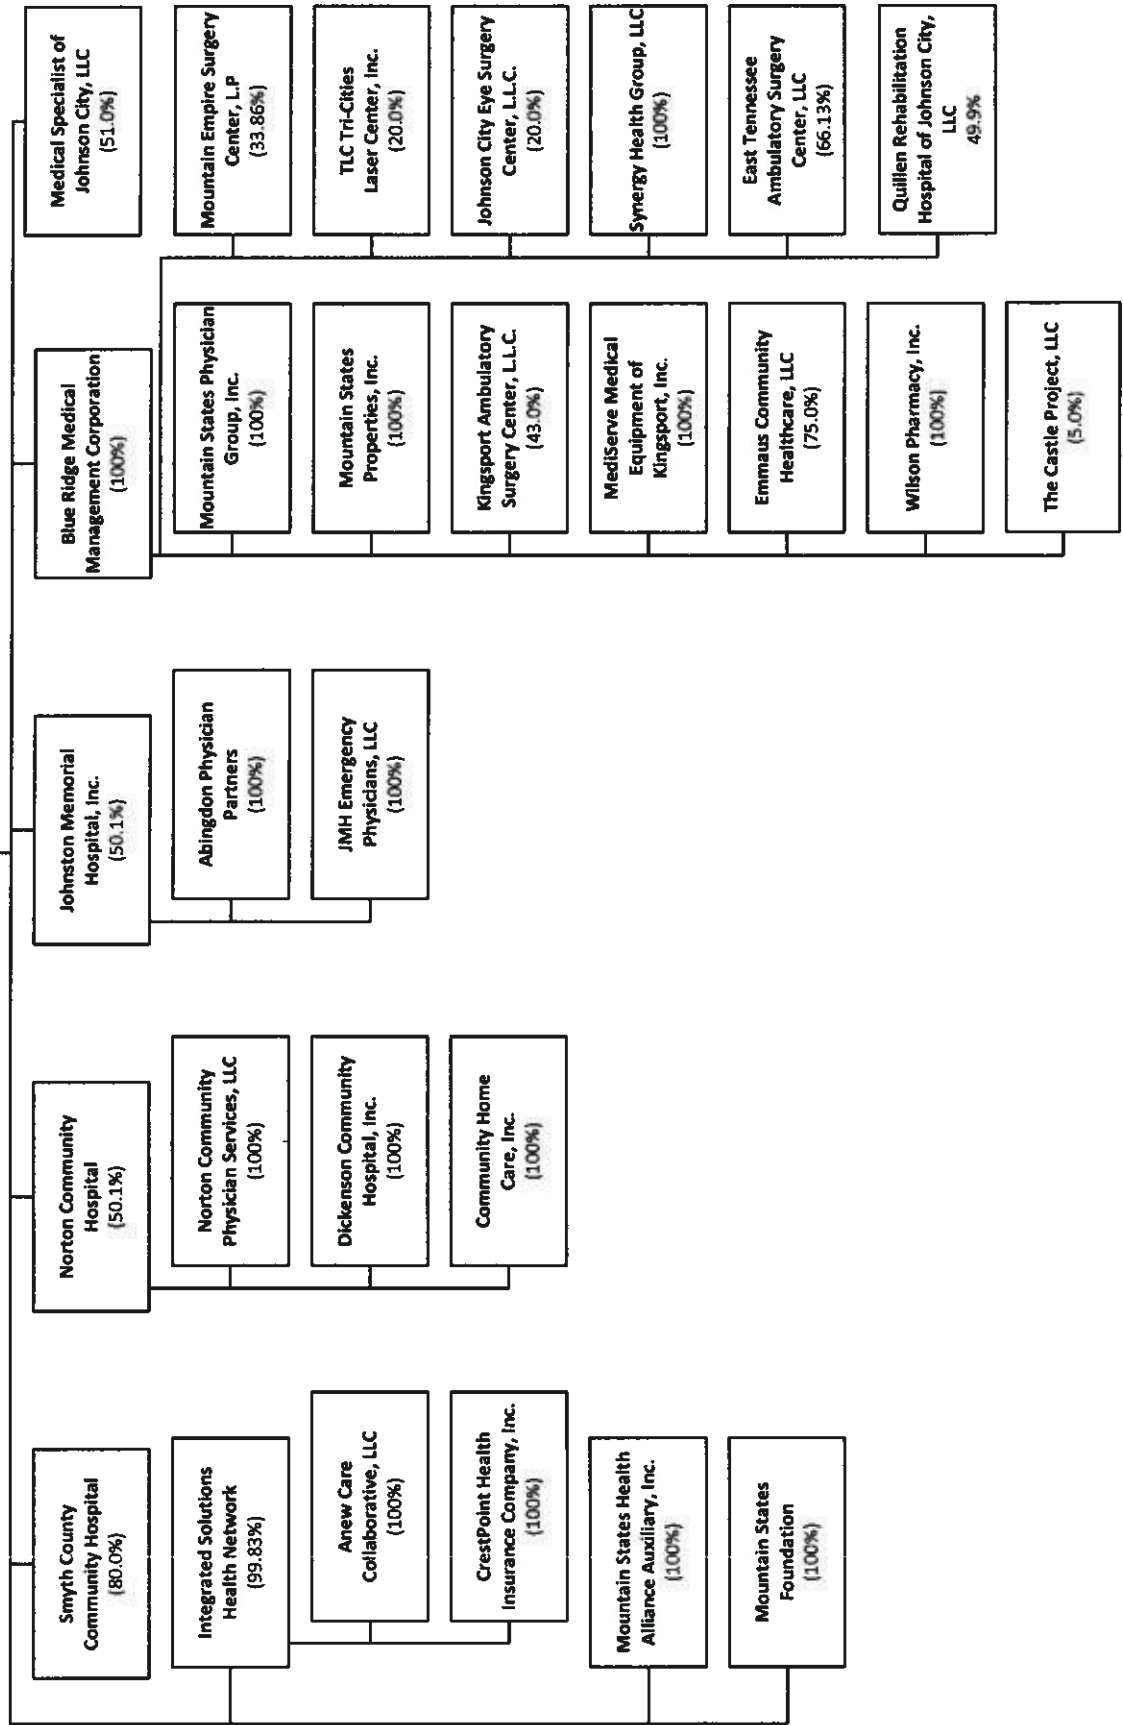 Smyth County
Community Hospital
(80.0%)
Integrated Solutions
Health Network
(99.83%)
Anew Care
Collaborative, LLC
(100%)
CrestPoint Health
Insurance Company, Inc.
(100%)
Mountain States Health
Alliance Auxiliary, Inc.
(100%)
Mountain States
Foundation
(100%)
Norton Community
Hospital
(50.1%)
Norton Community
Physician Services, LLC
(100%)
Dickenson Community
Hospital, Inc.
(100%)
Community Home
Care, Inc.
(100%)
Johnston Memorial
Hospital, Inc.
(50.1%)
Abingdon Physician
Partners
(100%)
JMH Emergency
Physicians, LLC
(100%)
Blue Ridge Medical
Management Corporation
(100%)
Mountain States Physician
Group, Inc.
(100%)
Mountain States
Properties, Inc.
(100%)
Kingsport Ambulatory
Surgery Center, L.L.C.
(43.0%)
MediServe Medical
Equipment of
Kingsport, Inc.
(100%)
Emmaus Community
Healthcare, LLC
(75.0%)
Wilson Pharmacy, Inc.
(100%)
The Castle Project, LLC
(5.0%)
Medical Specialist of
Johnson City, LLC
(51.0%)
Mountain Empire Surgery
Center, L.P
(33.86%)
TLC Tri-Cities
Laser Center, Inc.
(20.0%)
Johnson City Eye Surgery
Center, L.L.C.
(20.0%)
Synergy Health Group, LLC
(100%)
East Tennessee
Ambulatory Surgery
Center, LLC
(66.13%)
Quillen Rehabilitation
Hospital of Johnson City,
LLC
49.9%